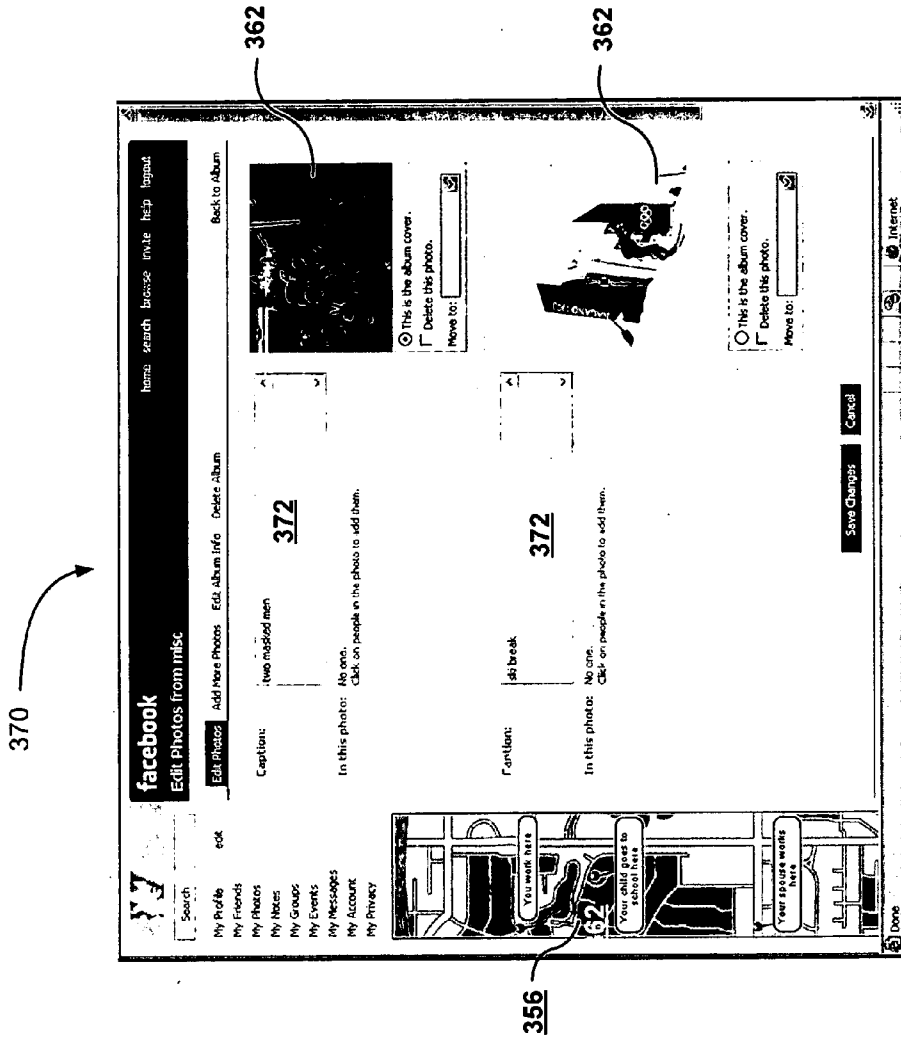 370
facebook
home search browse invite help logout
Edit Photos from misc
Edit Photos Add More Photos Edit Album Info Delete Album Back to Album
Search
My Profile edit
My Friends
My Photos
My Notes
My Groups
My Events
My Messages
My Account
My Privacy
Caption: two masked men
372
In this photo: No one.
Click on people in the photo to add them.
362
This is the album cover.
Delete this photo.
Move to:
Caption: ski break
372
In this photo: No one.
Click on people in the photo to add them.
362
This is the album cover.
Delete this photo.
Move to:
Save Changes Cancel
356
You work here
62
Your child goes to
school here
Your spouse works
here
Done
Internet